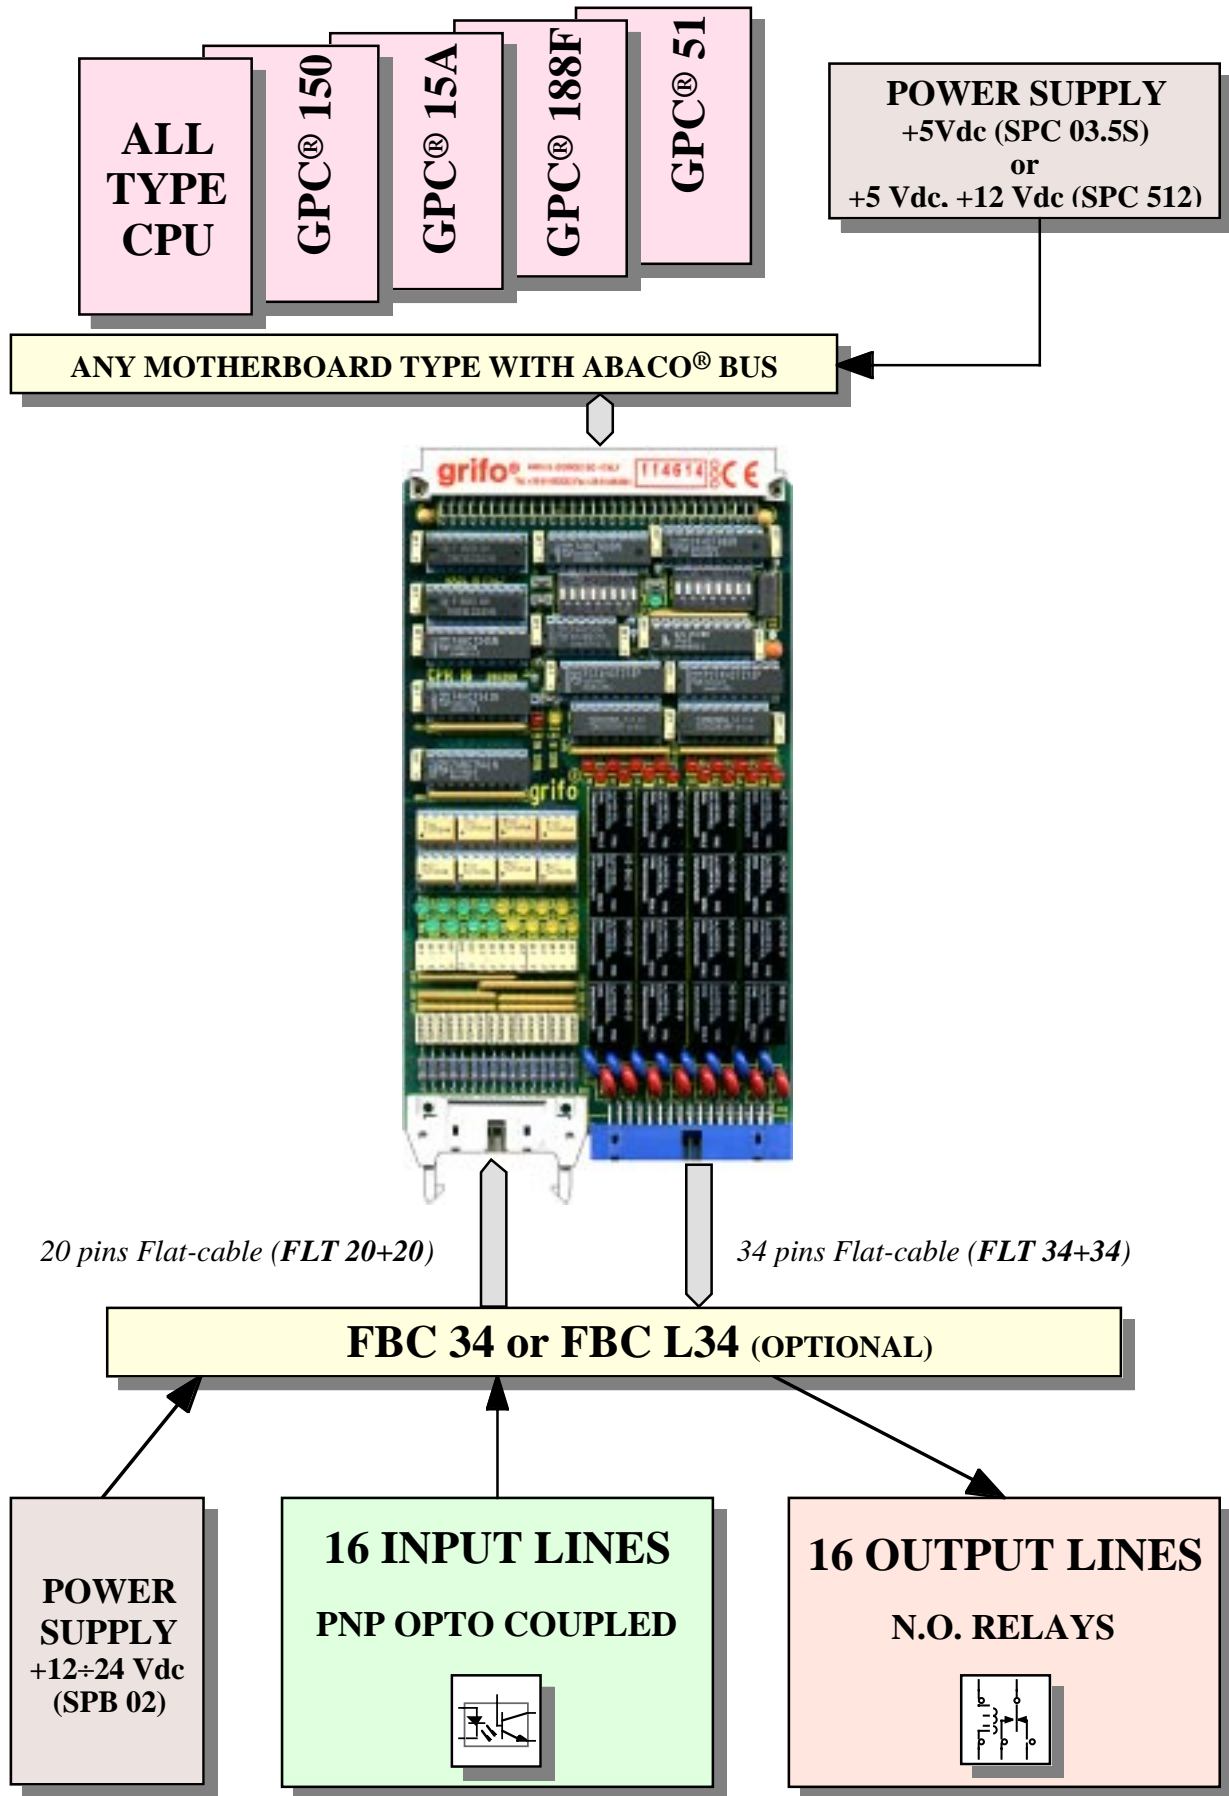 ALL
TYPE
CPU
GPC® 150
GPC® 15A
GPC® 188F
GPC® 51
POWER SUPPLY
+5Vdc (SPC 03.5S)
or
+5 Vdc, +12 Vdc (SPC 512)
ANY MOTHERBOARD TYPE WITH ABACO® BUS
grifo®
114614
CE
grifo®
20 pins Flat-cable (FLT 20+20)
34 pins Flat-cable (FLT 34+34)
FBC 34 or FBC L34 (OPTIONAL)
POWER
SUPPLY
+12÷24 Vdc
(SPB 02)
16 INPUT LINES
PNP OPTO COUPLED
16 OUTPUT LINES
N.O. RELAYS